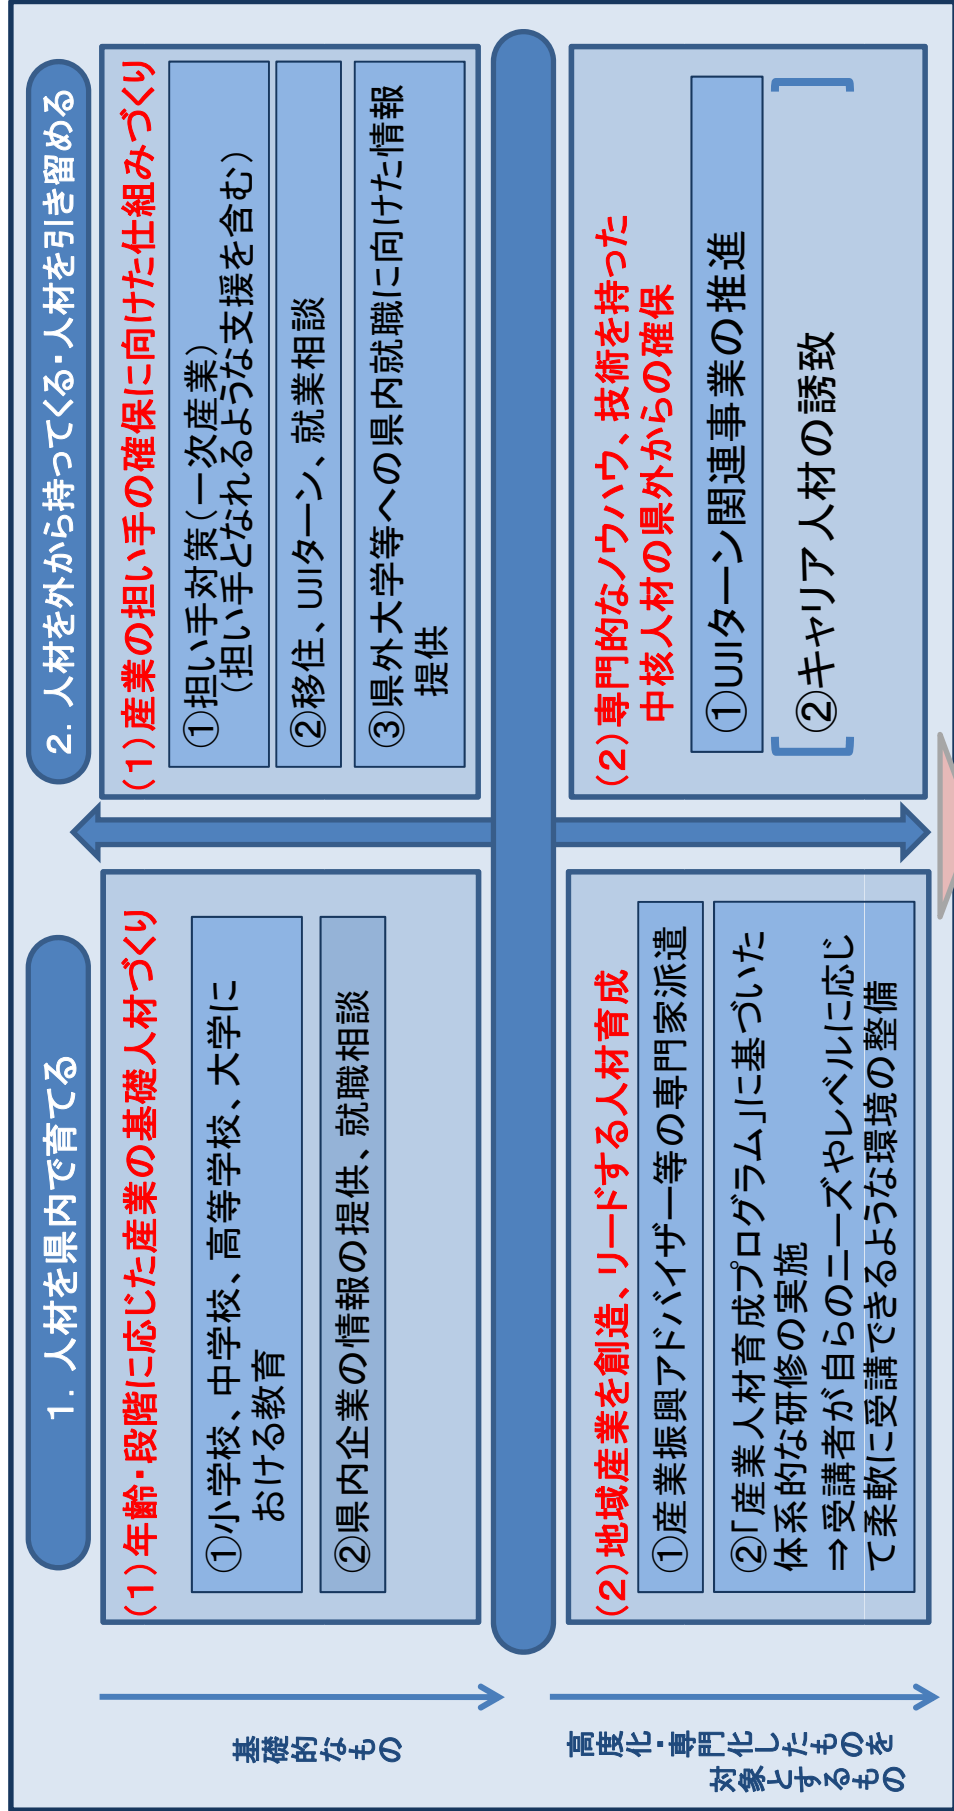 １．人材を県内で育てる
（１）年齢・段階に応じた産業の基礎人材づくり
①小学校、中学校、高等学校、大学に
おける教育
②県内企業の情報の提供、就職相談
２．人材を外から持ってくる・人材を引き留める
（１）産業の担い手の確保に向けた仕組みづくり
①担い手対策（一次産業）
（担い手となれるような支援を含む）
②移住、UJIターン、就業相談
③県外大学等への県内就職に向けた情報
提供
基礎的なもの
（２）地域産業を創造、リードする人材育成
①産業振興アドバイザー等の専門家派遣
②「産業人材育成プログラム」に基づいた
体系的な研修の実施
⇒受講者が自らのニーズやレベルに応じ
て柔軟に受講できるような環境の整備
（２）専門的なノウハウ、技術を持った
中核人材の県外からの確保
①UJIターン関連事業の推進
②キャリア人材の誘致
高度化・専門化したものを
対象とするもの